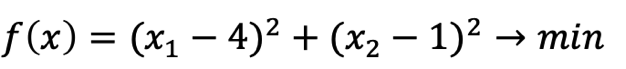 f(x) = (x₁ − 4)² + (x₂ − 1)² → min